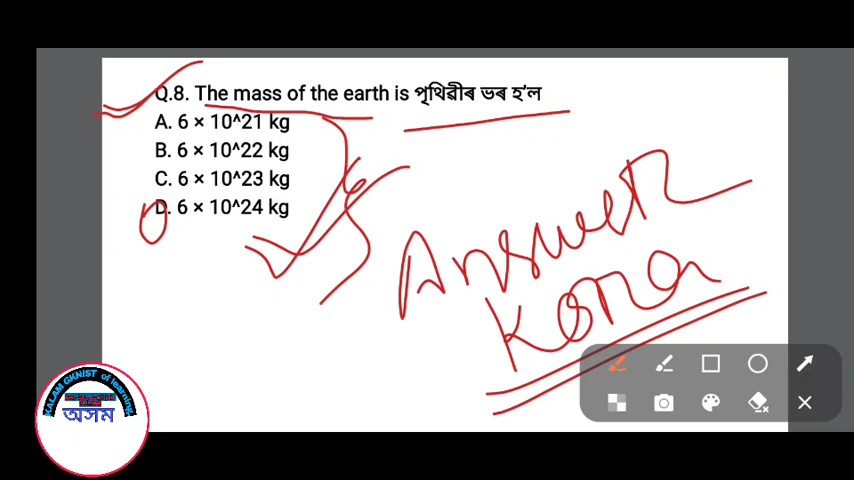 Q.8. The mass of the earth is পৃথিৱীৰ ভৰ হ'ল
A. 6 × 10^21 kg
B. 6 × 10^22 kg
C. 6 × 10^23 kg
D. 6 × 10^24 kg
Answer
Kona
KALAM GKNIST of learning
অসম